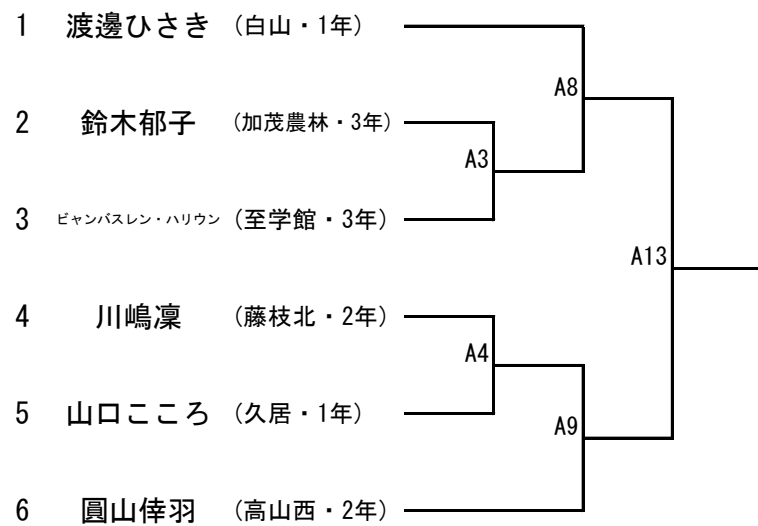 1 渡邊ひさき (白山・1年)
A8
2 鈴木郁子 (加茂農林・3年)
A3
3 ビャンバスレン・ハリウン (至学館・3年)
A13
4 川嶋凜 (藤枝北・2年)
A4
5 山口こころ (久居・1年)
A9
6 圓山倖羽 (高山西・2年)